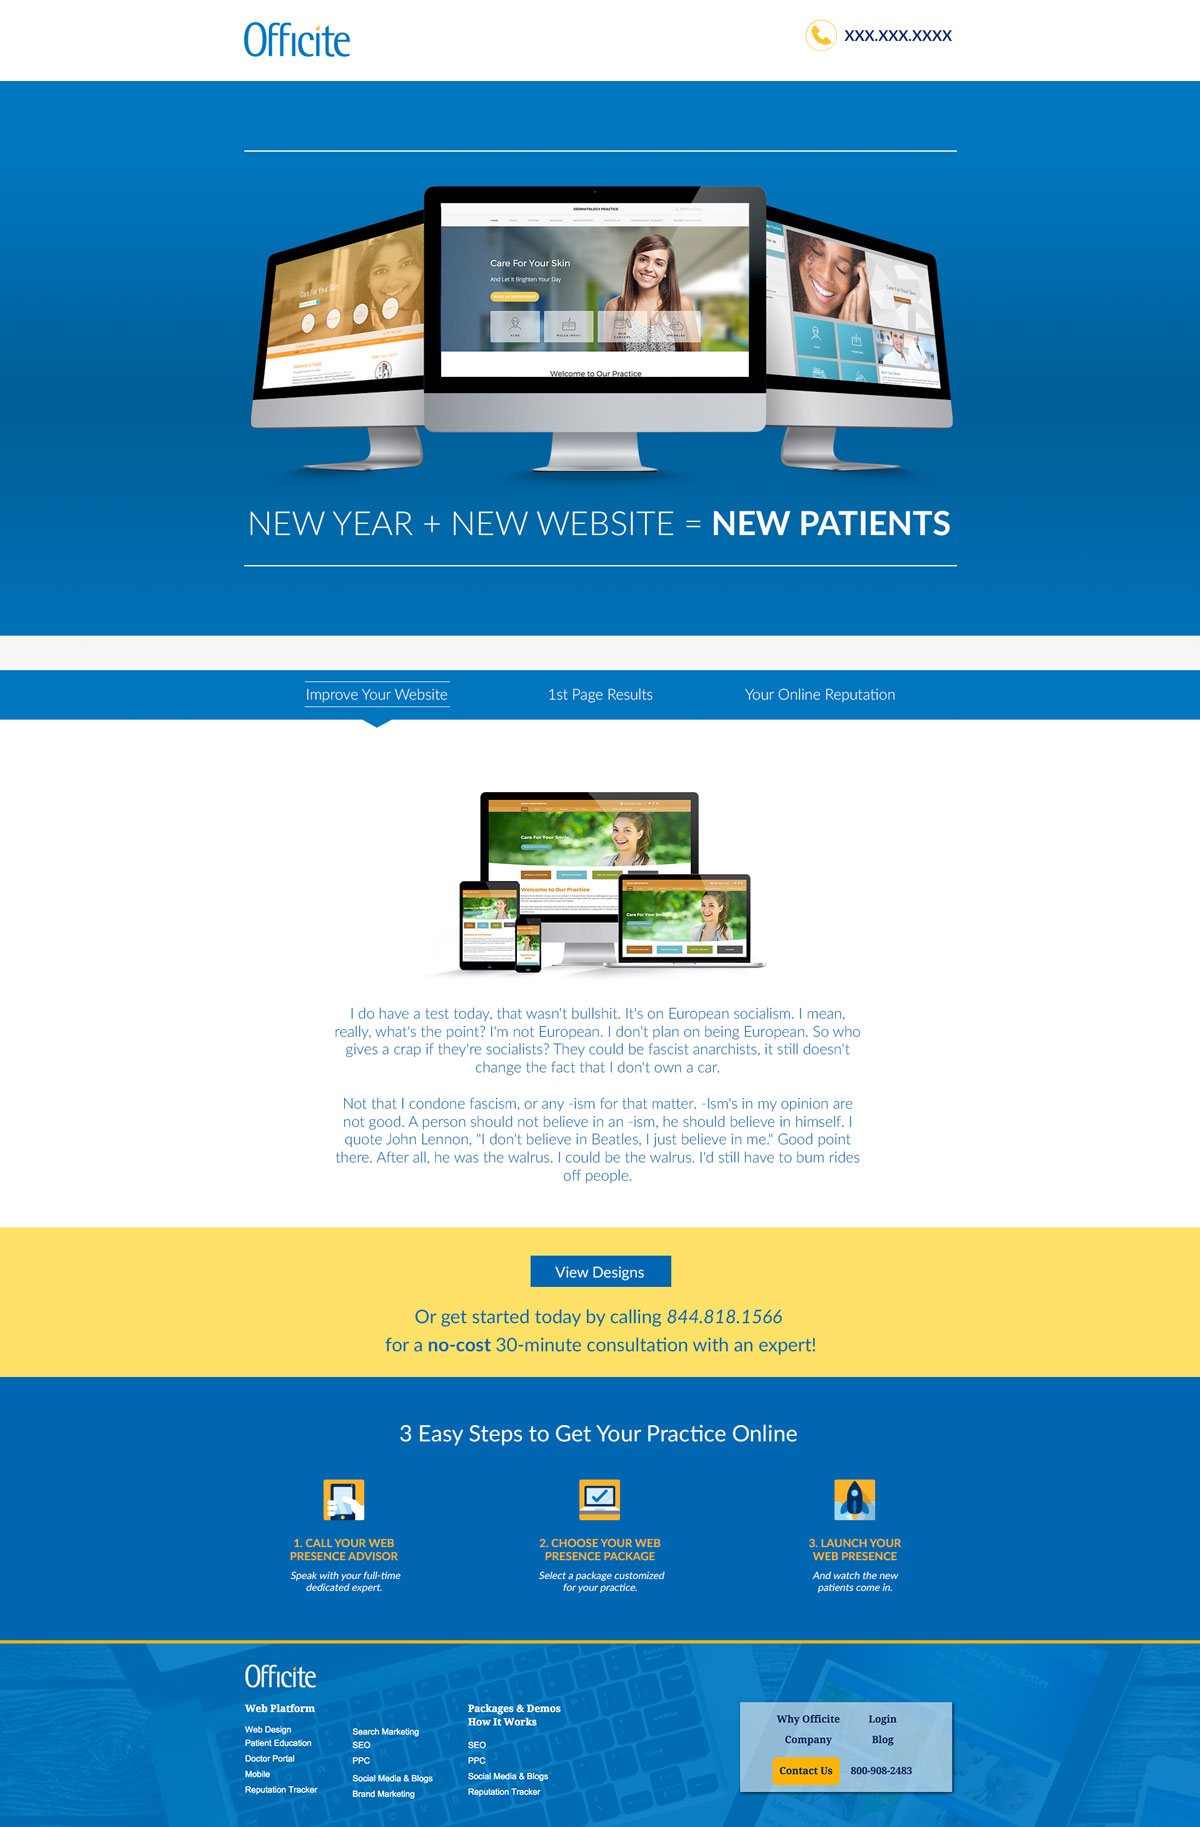 Officite
XXX.XXX.XXXX
DERMATOLOGY PRACTICE
HOME
Care For Your Skin
And Let It Brighten Your Day
MAKE AN APPOINTMENT
ACNE
Welcome to Our Practice
Care For Your Skin
Care For Your Skin
NEW YEAR + NEW WEBSITE = NEW PATIENTS
Improve Your Website
1st Page Results
Your Online Reputation
Care For Your Smile
Welcome to Our Practice
Care For Your Smile
I do have a test today, that wasn't bullshit. It's on European socialism. I mean,
really, what's the point? I'm not European. I don't plan on being European. So who
gives a crap if they're socialists? They could be fascist anarchists, it still doesn't
change the fact that I don't own a car.
Not that I condone fascism, or any -ism for that matter. -Ism's in my opinion are
not good. A person should not believe in an -ism, he should believe in himself. I
quote John Lennon, "I don't believe in Beatles, I just believe in me." Good point
there. After all, he was the walrus. I could be the walrus. I'd still have to bum rides
off people.
View Designs
Or get started today by calling 844.818.1566
for a no-cost 30-minute consultation with an expert!
3 Easy Steps to Get Your Practice Online
1. CALL YOUR WEB
PRESENCE ADVISOR
Speak with your full-time
dedicated expert.
2. CHOOSE YOUR WEB
PRESENCE PACKAGE
Select a package customized
for your practice.
3. LAUNCH YOUR
WEB PRESENCE
And watch the new
patients come in.
Officite
Web Platform
Web Design
Patient Education
Doctor Portal
Mobile
Reputation Tracker
Search Marketing
SEO
PPC
Social Media & Blogs
Brand Marketing
Packages & Demos
How It Works
SEO
PPC
Social Media & Blogs
Reputation Tracker
Why Officite
Login
Company
Blog
Contact Us
800-908-2483